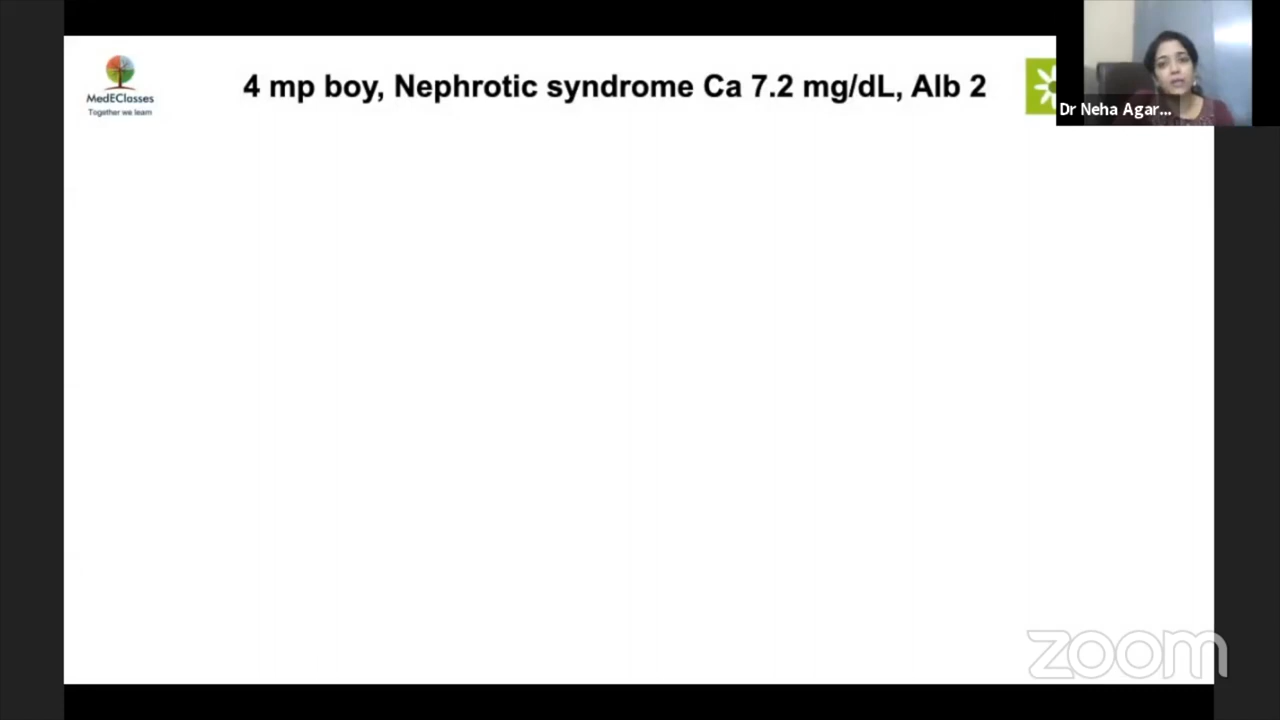 MedEClasses
Together we learn
4 mp boy, Nephrotic syndrome Ca 7.2 mg/dL, Alb 2
Dr Neha Agar...
zoom